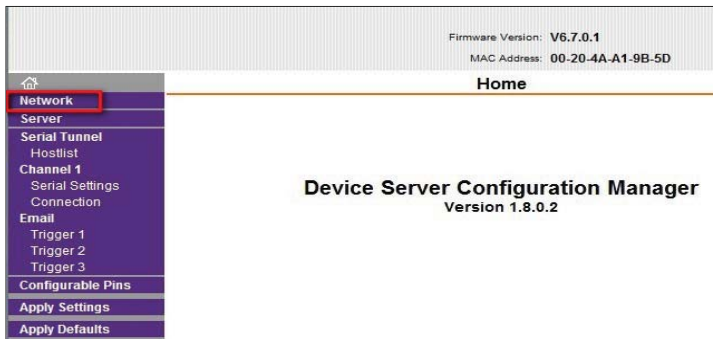 Firmware Version: V6.7.0.1
MAC Address: 00-20-4A-A1-9B-5D
Home
Network
Server
Serial Tunnel
Hostlist
Channel 1
Serial Settings
Connection
Email
Trigger 1
Trigger 2
Trigger 3
Configurable Pins
Apply Settings
Apply Defaults
Device Server Configuration Manager
Version 1.8.0.2